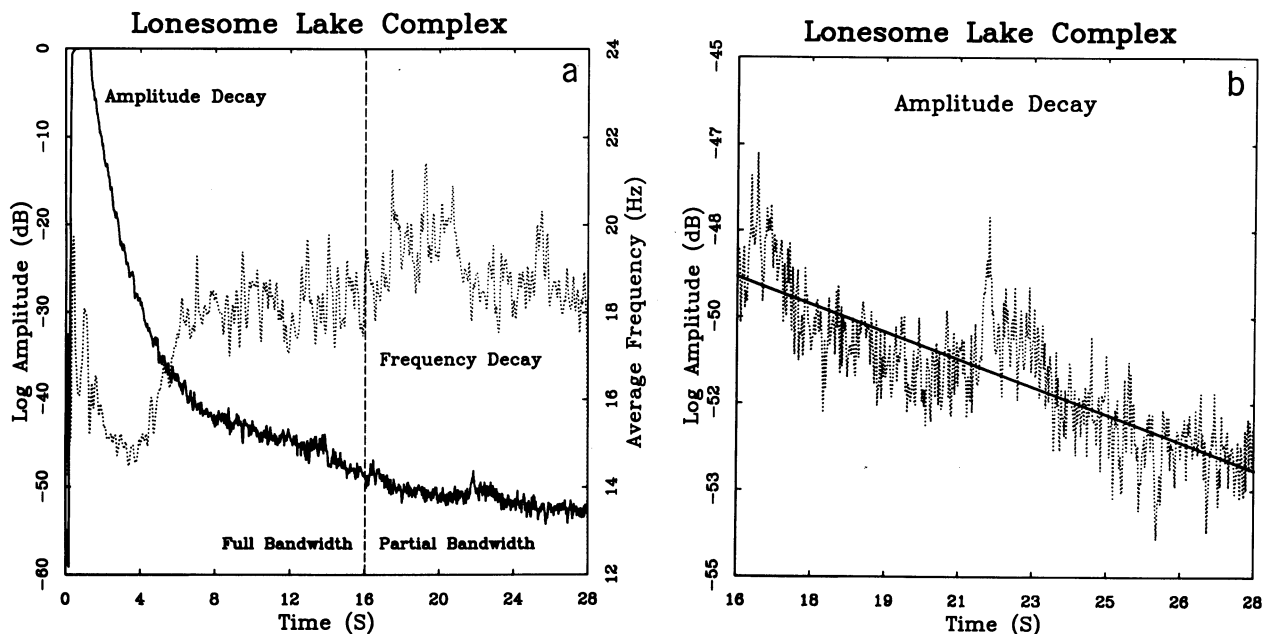 Lonesome Lake Complex
a
Amplitude Decay
Frequency Decay
Full Bandwidth
Partial Bandwidth
Log Amplitude (dB)
0
-10
-20
-30
-40
-50
-60
Average Frequency (Hz)
24
22
20
18
16
14
12
0 4 8 12 16 20 24 28
Time (S)
Lonesome Lake Complex
b
Amplitude Decay
Log Amplitude (dB)
-45
-47
-48
-50
-52
-53
-55
16 18 19 21 23 25 26 28
Time (S)